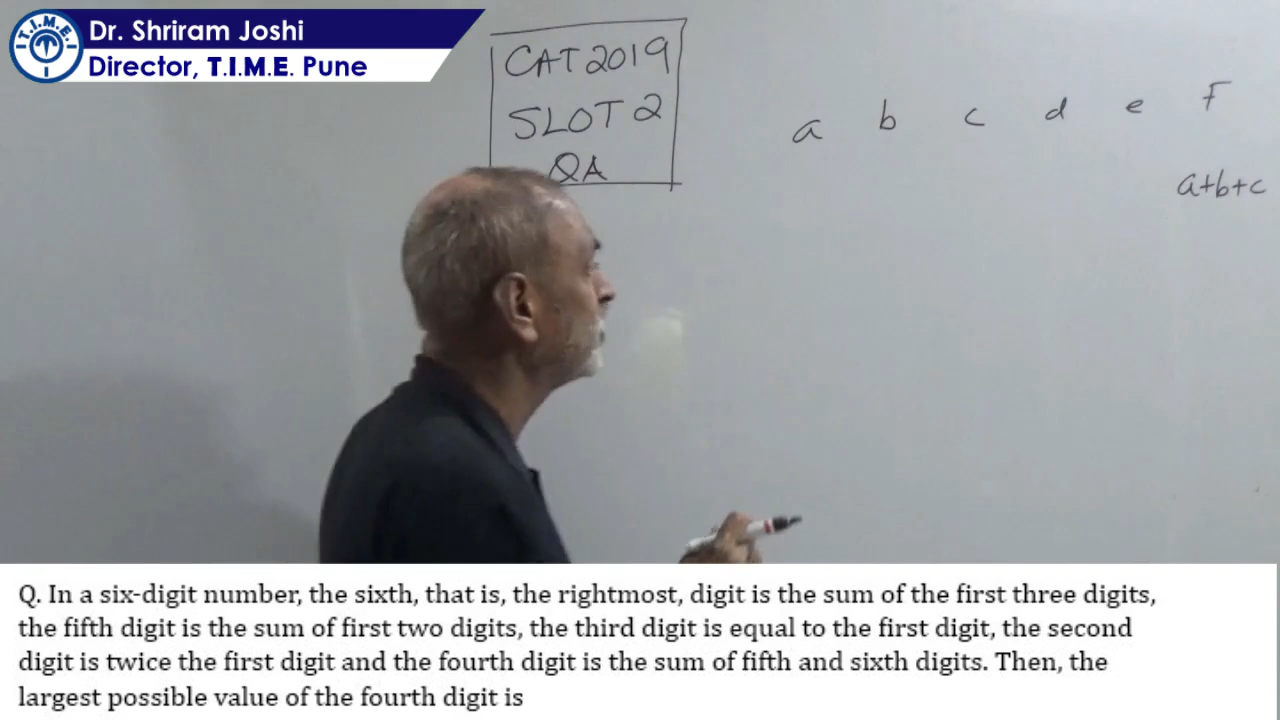 T.I.M.E.
Dr. Shriram Joshi
Director, T.I.M.E. Pune
CAT 2019
SLOT 2
QA
a b c d e F
a+b+c
Q. In a six-digit number, the sixth, that is, the rightmost, digit is the sum of the first three digits,
the fifth digit is the sum of first two digits, the third digit is equal to the first digit, the second
digit is twice the first digit and the fourth digit is the sum of fifth and sixth digits. Then, the
largest possible value of the fourth digit is